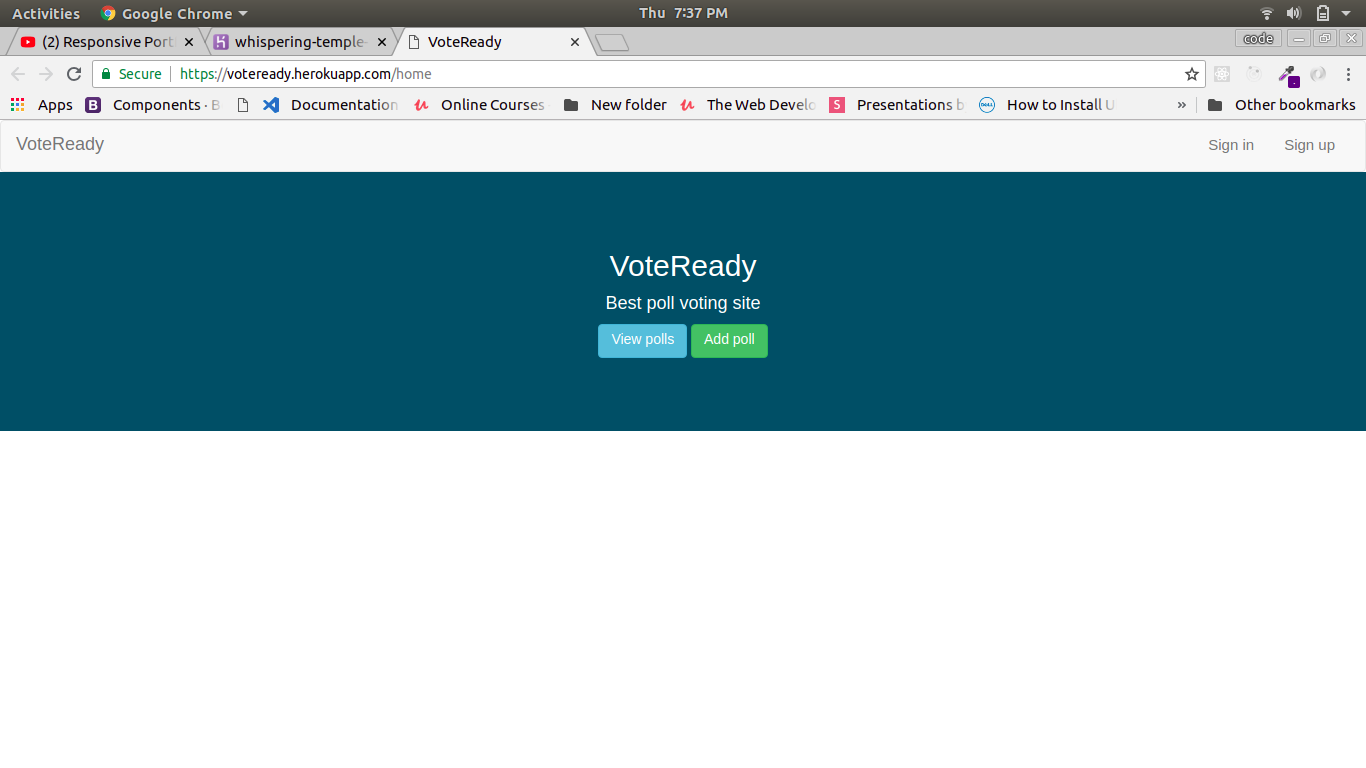 Activities Google Chrome Thu 7:37 PM
(2) Responsive Port whispering-temple- VoteReady code
Secure https://voteready.herokuapp.com/home
Apps B Components · B Documentation Online Courses New folder The Web Develo S Presentations b DELL How to Install U » Other bookmarks
VoteReady Sign in Sign up
VoteReady
Best poll voting site
View polls Add poll